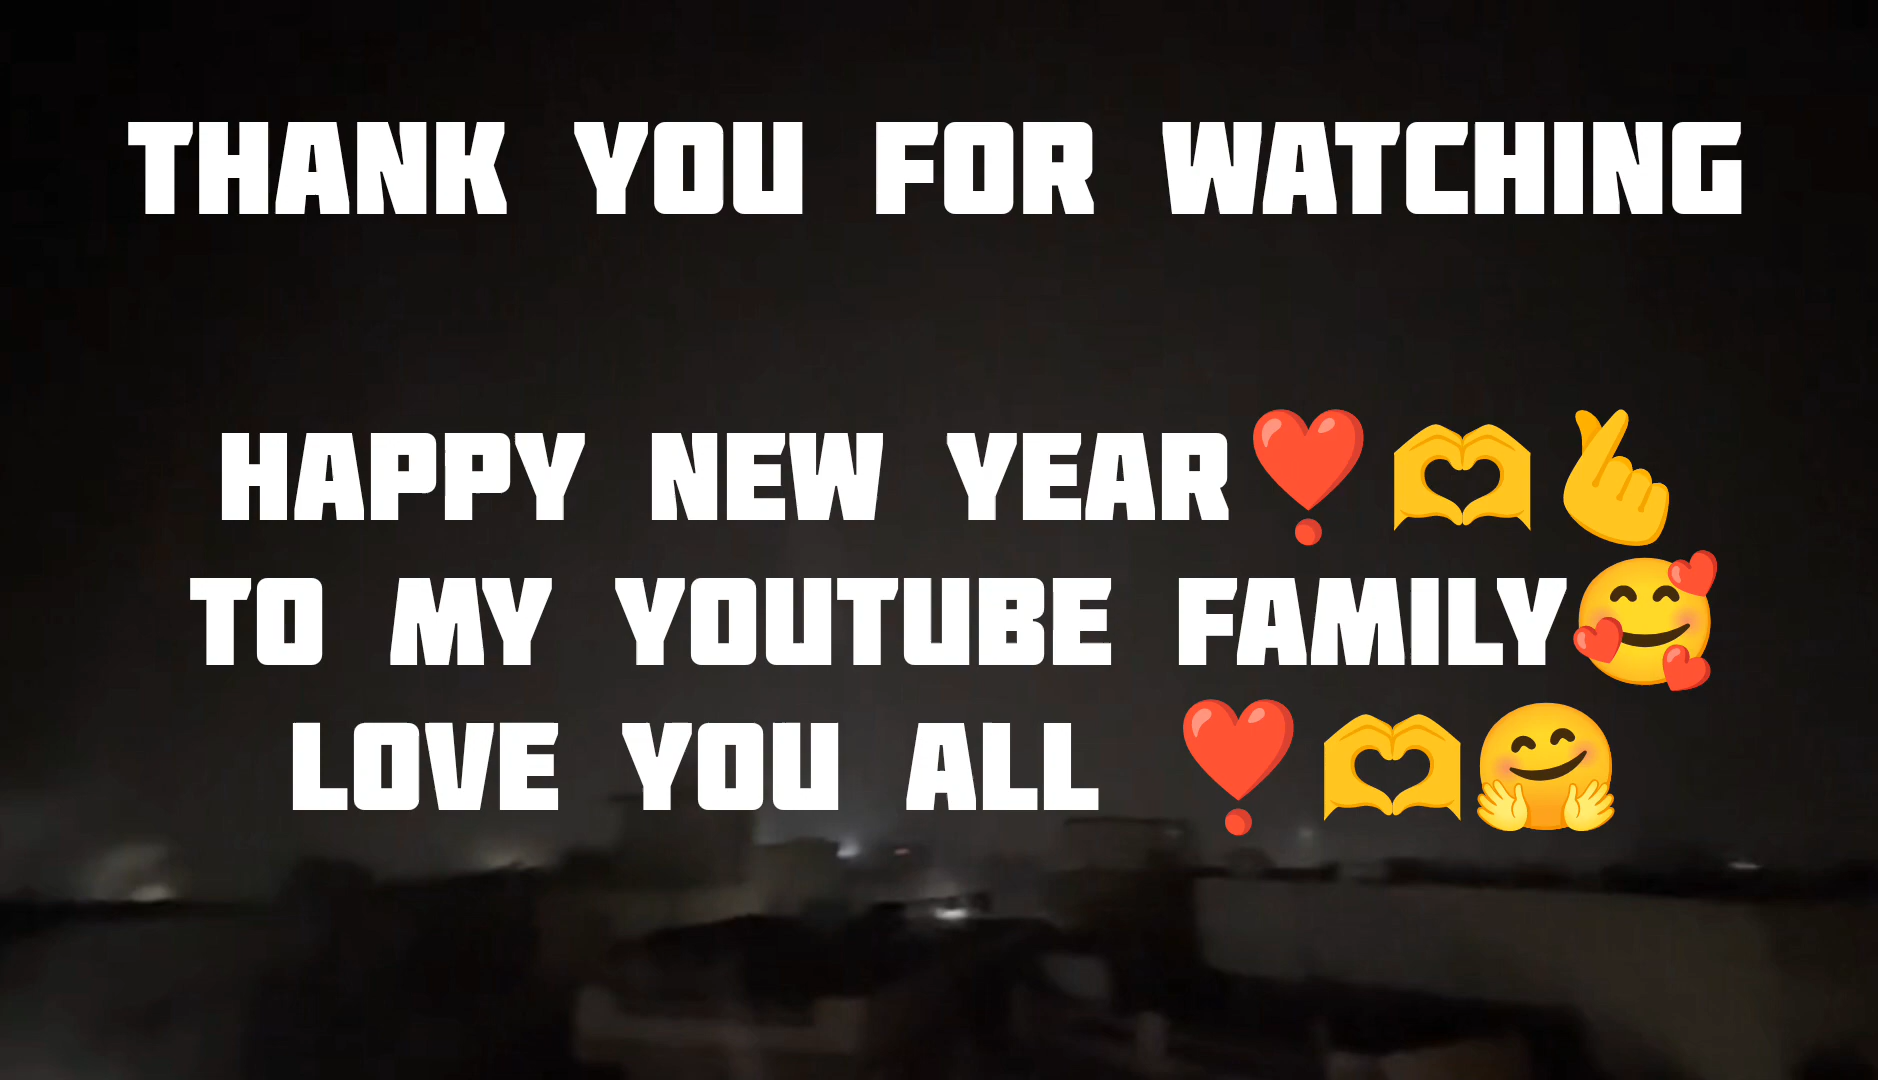 THANK YOU FOR WATCHING
HAPPY NEW YEAR❣️🫶🫰
TO MY YOUTUBE FAMILY🥰
LOVE YOU ALL ❣️🫶🤗